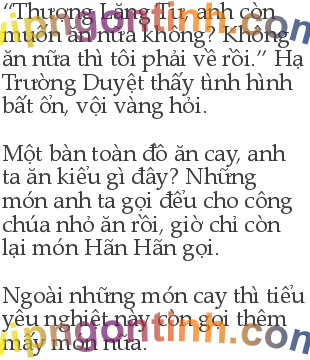 “Thượng Lăng Từ, anh còn
muốn ăn nữa không? Không
ăn nữa thì tôi phải về rồi.” Hạ
Trường Duyệt thấy tình hình
bất ổn, vội vàng hỏi.
Một bàn toàn đồ ăn cay, anh
ta ăn kiểu gì đây? Những
món anh ta gọi đểu cho công
chúa nhỏ ăn rồi, giờ chỉ còn
lại món Hãn Hãn gọi.
Ngoài những món cay thì tiểu
yêu nghiệt này còn gọi thêm
mấy món nữa.